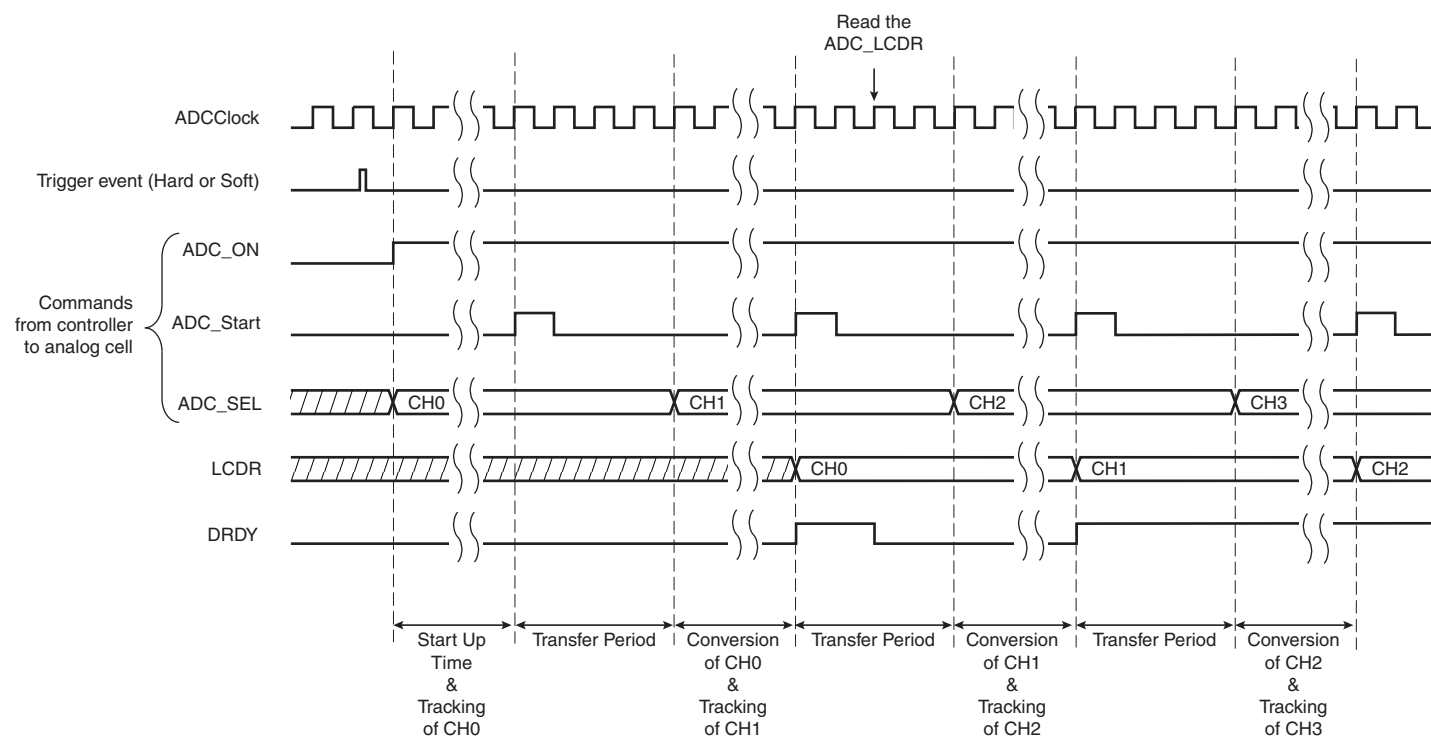 Read the
ADC_LCDR
ADCClock
Trigger event (Hard or Soft)
ADC_ON
Commands
from controller
to analog cell
ADC_Start
ADC_SEL
CH0
CH1
CH2
CH3
LCDR
CH0
CH1
CH2
DRDY
Start Up
Time
&
Tracking
of CH0
Transfer Period
Conversion
of CH0
&
Tracking
of CH1
Transfer Period
Conversion
of CH1
&
Tracking
of CH2
Transfer Period
Conversion
of CH2
&
Tracking
of CH3